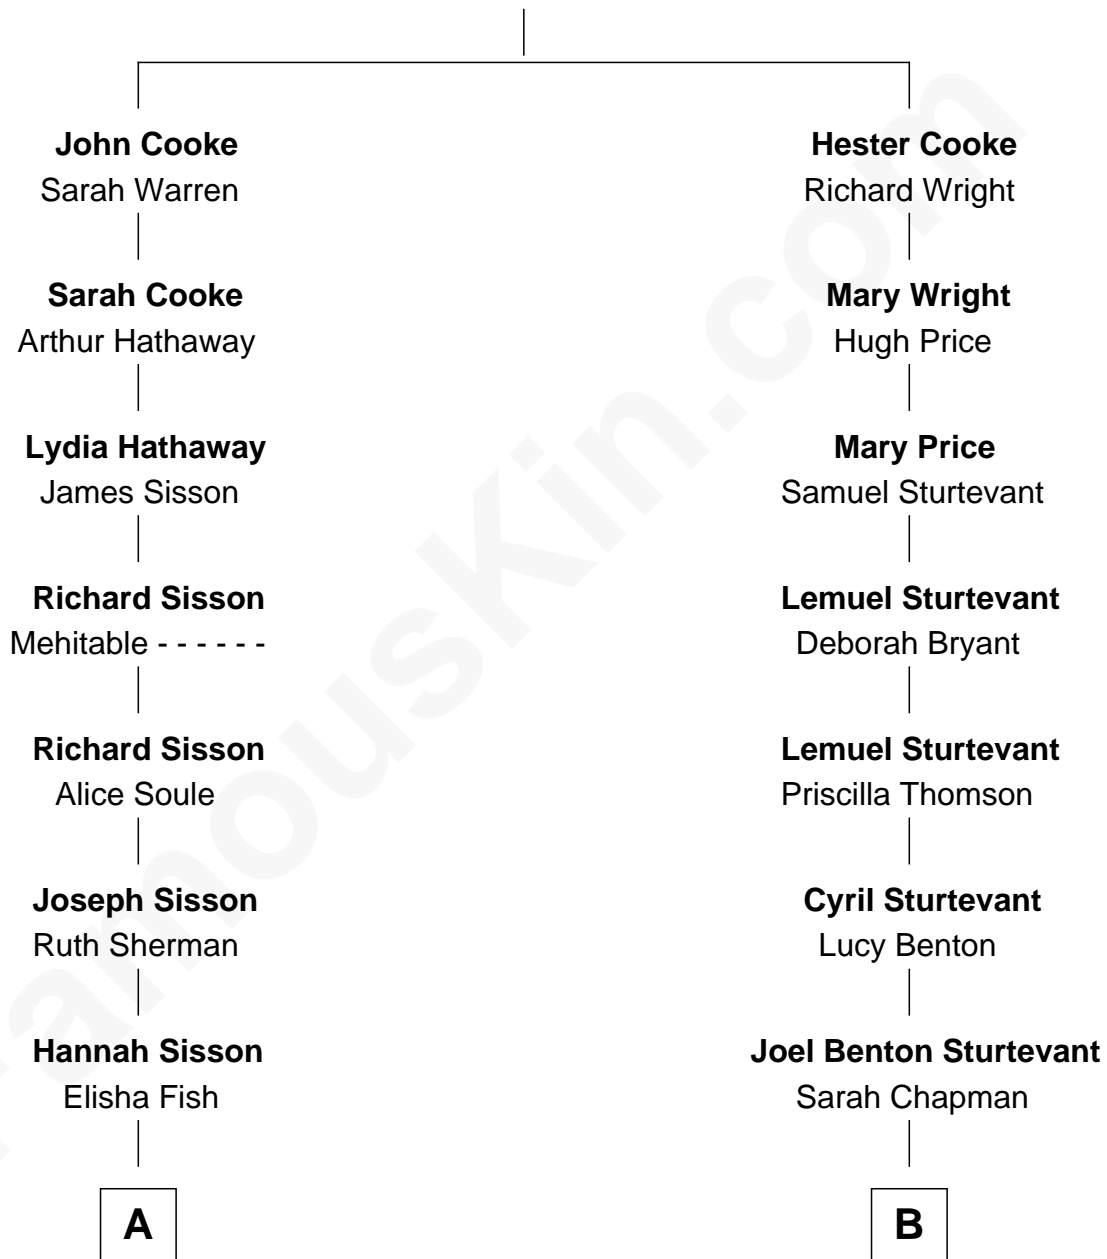 John Cooke
Sarah Warren
Hester Cooke
Richard Wright
Sarah Cooke
Arthur Hathaway
Mary Wright
Hugh Price
Lydia Hathaway
James Sisson
Mary Price
Samuel Sturtevant
Richard Sisson
Mehitable - - - - - -
Lemuel Sturtevant
Deborah Bryant
Richard Sisson
Alice Soule
Lemuel Sturtevant
Priscilla Thomson
Joseph Sisson
Ruth Sherman
Cyril Sturtevant
Lucy Benton
Hannah Sisson
Elisha Fish
Joel Benton Sturtevant
Sarah Chapman
A
B
FamousKin.com